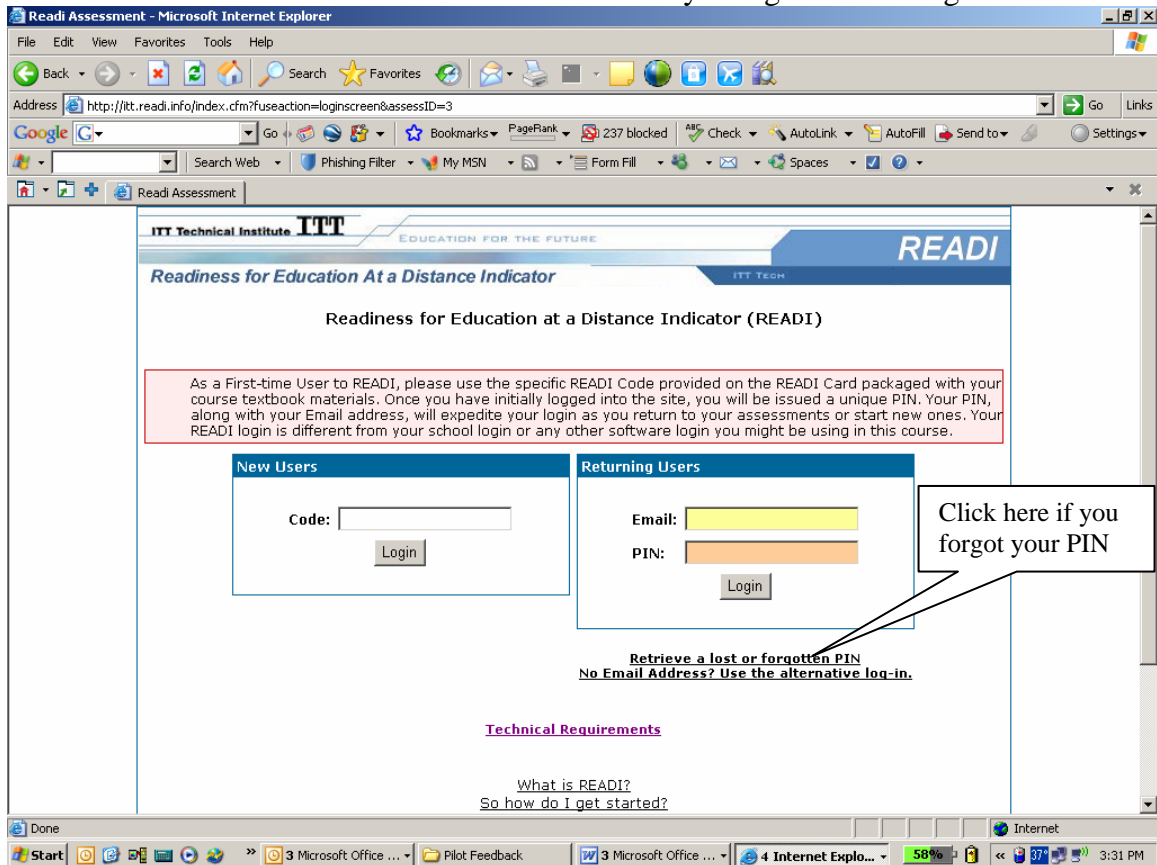 Readi Assessment - Microsoft Internet Explorer
File Edit View Favorites Tools Help
Back Search Favorites
Address http://itt.readi.info/index.cfm?fuseaction=loginscreen&assessID=3 Go Links
Google G Go Bookmarks PageRank 237 blocked ABC Check AutoLink AutoFill Send to Settings
Search Web Phishing Filter My MSN Form Fill Spaces
Readi Assessment
ITT Technical Institute ITT EDUCATION FOR THE FUTURE READI
Readiness for Education At a Distance Indicator ITT TECH
Readiness for Education at a Distance Indicator (READI)
As a First-time User to READI, please use the specific READI Code provided on the READI Card packaged with your
course textbook materials. Once you have initially logged into the site, you will be issued a unique PIN. Your PIN,
along with your Email address, will expedite your login as you return to your assessments or start new ones. Your
READI login is different from your school login or any other software login you might be using in this course.
New Users
Code:
Login
Returning Users
Email:
PIN:
Login
Click here if you
forgot your PIN
Retrieve a lost or forgotten PIN
No Email Address? Use the alternative log-in.
Technical Requirements
What is READI?
So how do I get started?
Done Internet
Start 3 Microsoft Office ... Pilot Feedback 3 Microsoft Office ... 4 Internet Explo... 58% 37° 3:31 PM